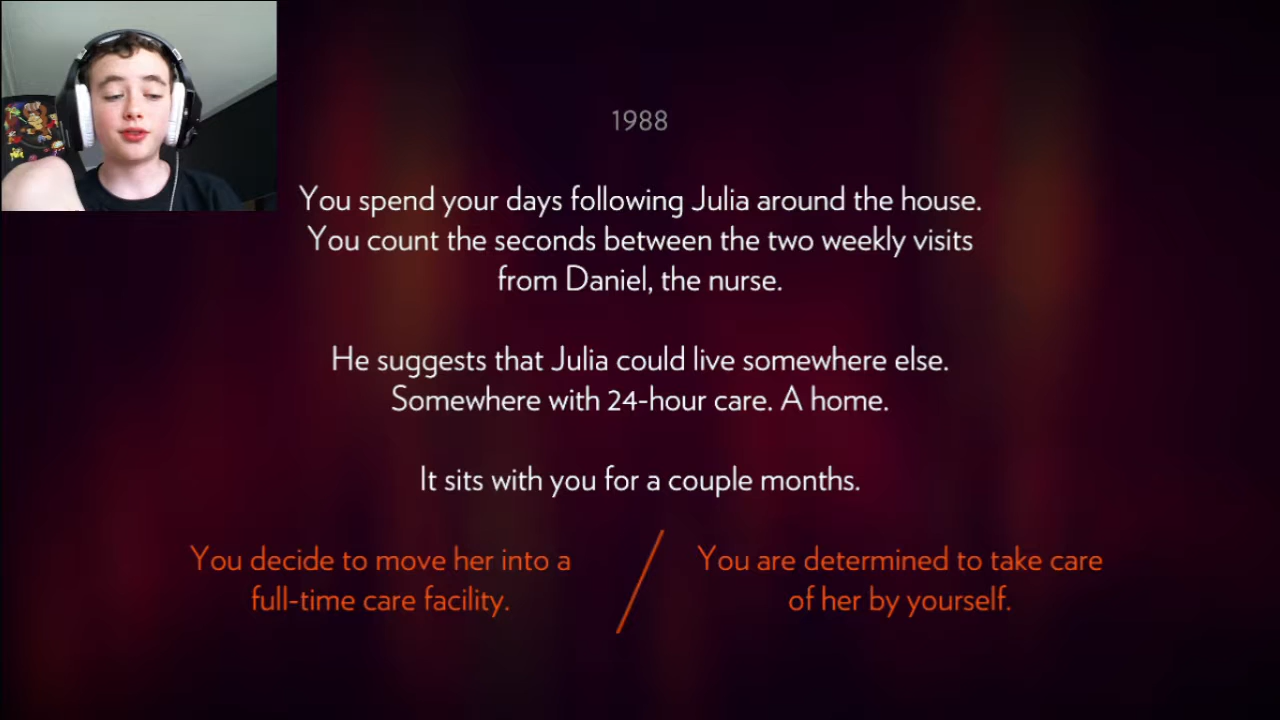 1988
You spend your days following Julia around the house.
You count the seconds between the two weekly visits
from Daniel, the nurse.
He suggests that Julia could live somewhere else.
Somewhere with 24-hour care. A home.
It sits with you for a couple months.
You decide to move her into a
full-time care facility.
You are determined to take care
of her by yourself.